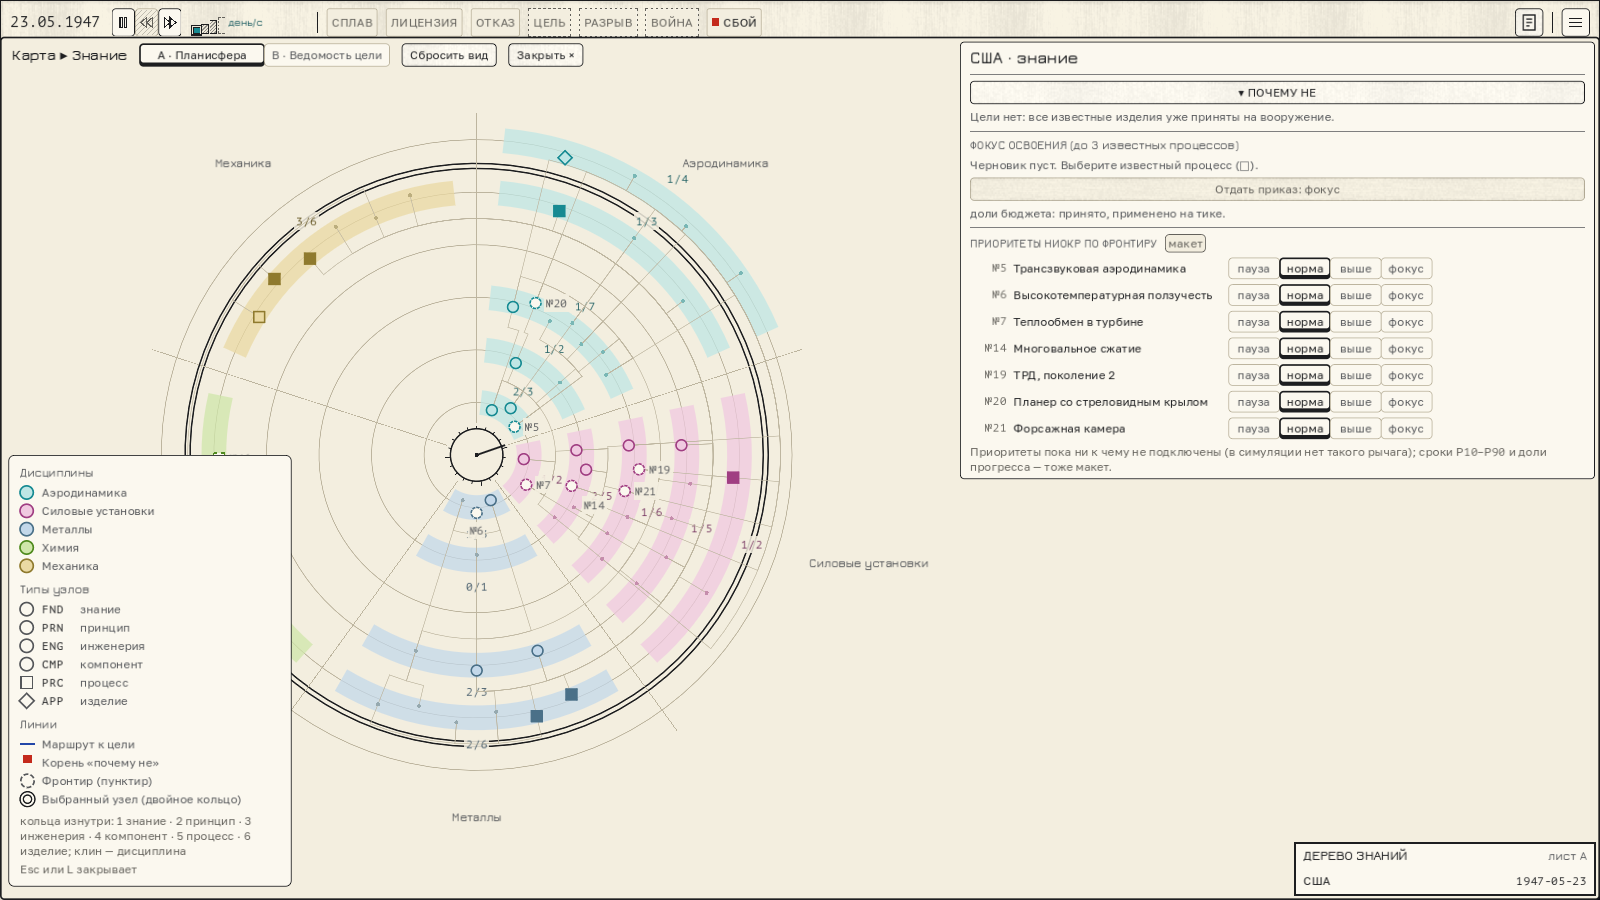 23.05.1947
день/с
СПЛАВ
ЛИЦЕНЗИЯ
ОТКАЗ
ЦЕЛЬ
РАЗРЫВ
ВОЙНА
СБОЙ
Карта ▸ Знание
А · Планисфера
В · Ведомость цели
Сбросить вид
Закрыть ×
Механика
Аэродинамика
1/4
3/6
1/3
№20
1/7
1/2
2/3
№5
№19
№7
№21
№14
1/6
№6
1/5
1/2
0/1
Силовые установки
2/3
2/6
Металлы
Дисциплины
Аэродинамика
Силовые установки
Металлы
Химия
Механика
Типы узлов
FND знание
PRN принцип
ENG инженерия
CMP компонент
PRC процесс
APP изделие
Линии
Маршрут к цели
Корень «почему не»
Фронтир (пунктир)
Выбранный узел (двойное кольцо)
кольца изнутри: 1 знание · 2 принцип · 3
инженерия · 4 компонент · 5 процесс · 6
изделие; клин — дисциплина
Esc или L закрывает
США · знание
▾ ПОЧЕМУ НЕ
Цели нет: все известные изделия уже приняты на вооружение.
ФОКУС ОСВОЕНИЯ (до 3 известных процессов)
Черновик пуст. Выберите известный процесс (□).
Отдать приказ: фокус
доли бюджета: принято, применено на тике.
ПРИОРИТЕТЫ НИОКР ПО ФРОНТИРУ макет
№5 Трансзвуковая аэродинамика пауза норма выше фокус
№6 Высокотемпературная ползучесть пауза норма выше фокус
№7 Теплообмен в турбине пауза норма выше фокус
№14 Многовальное сжатие пауза норма выше фокус
№19 ТРД, поколение 2 пауза норма выше фокус
№20 Планер со стреловидным крылом пауза норма выше фокус
№21 Форсажная камера пауза норма выше фокус
Приоритеты пока ни к чему не подключены (в симуляции нет такого рычага); сроки P10–P90 и доли
прогресса — тоже макет.
ДЕРЕВО ЗНАНИЙ лист А
США 1947-05-23